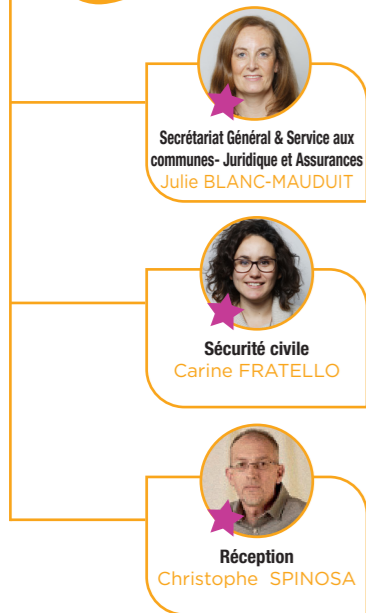 Secrétariat Général & Service aux
communes- Juridique et Assurances
Julie BLANC-MAUDUIT
Sécurité civile
Carine FRATELLO
Réception
Christophe SPINOSA